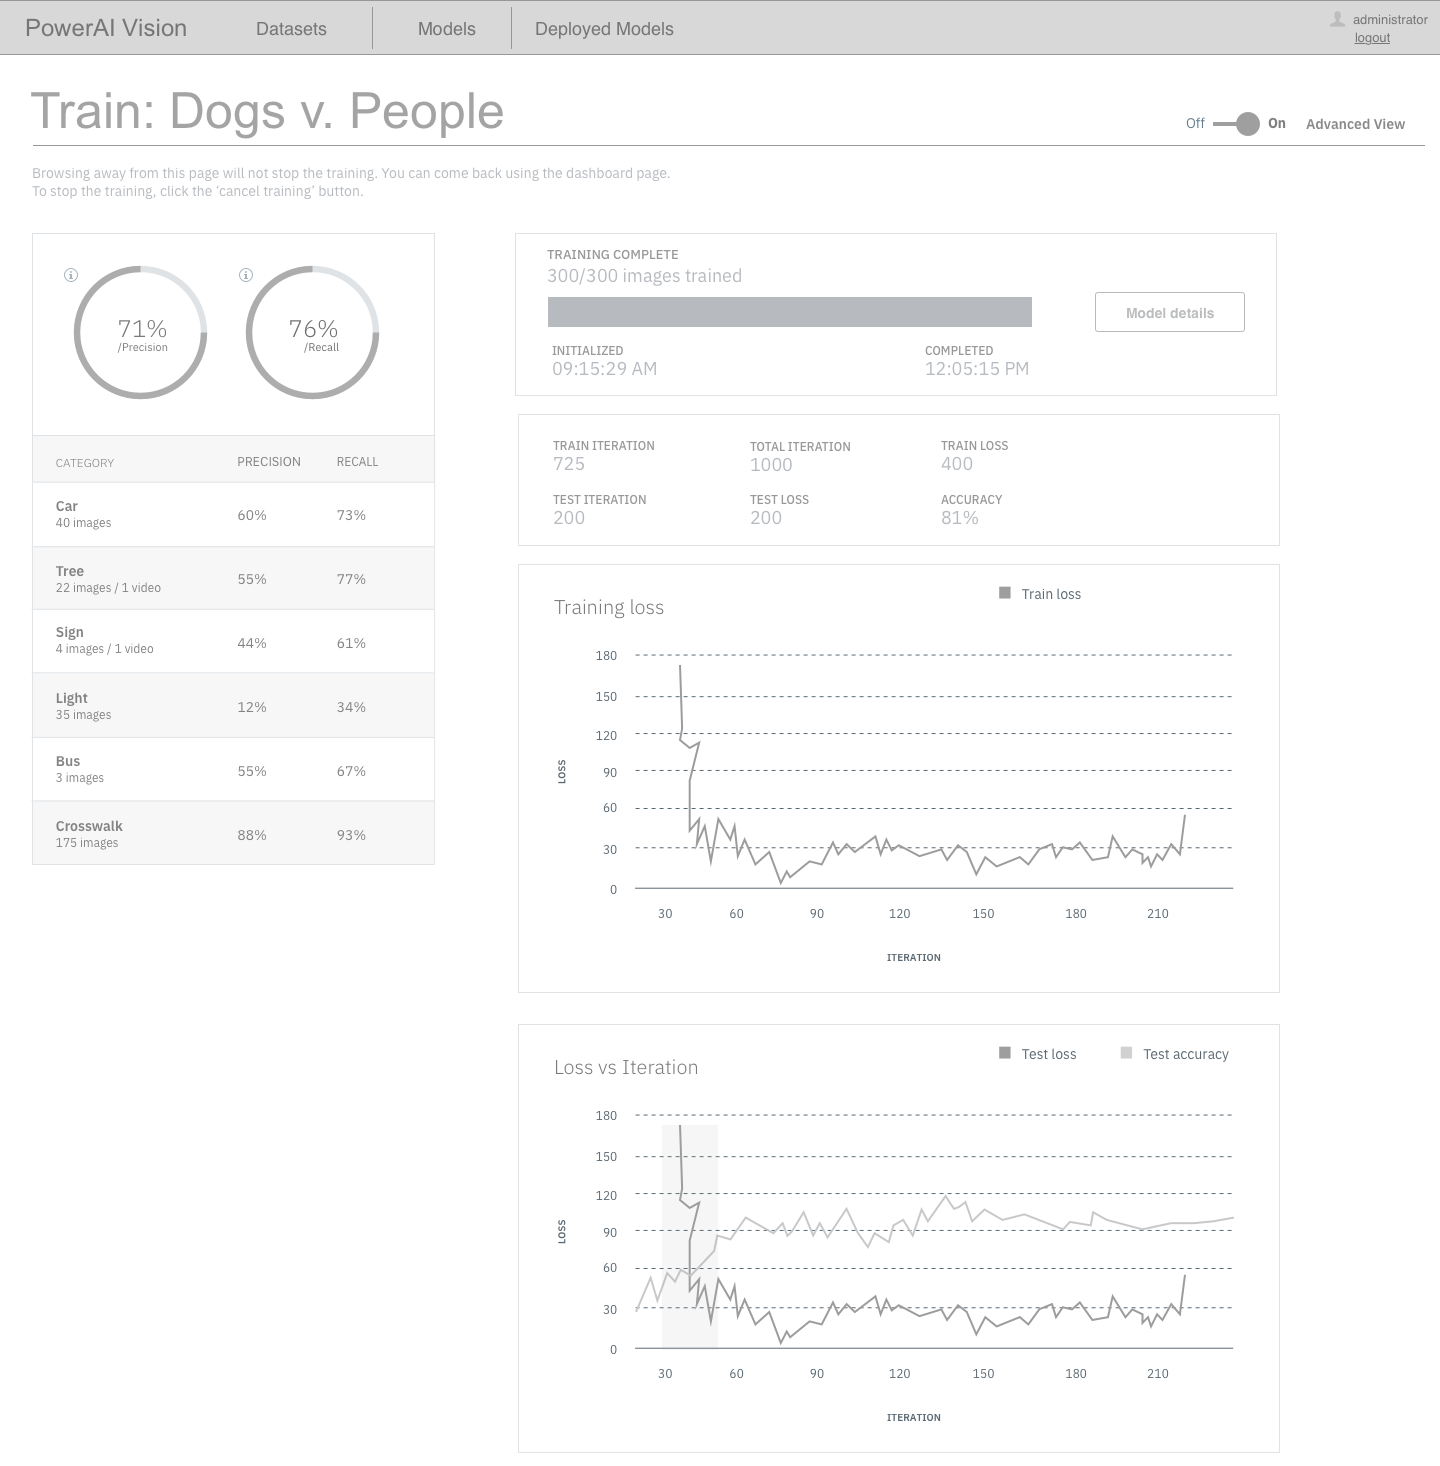 PowerAI Vision
Datasets
Models
Deployed Models
administrator
logout
Train: Dogs v. People
Off
On
Advanced View
Browsing away from this page will not stop the training. You can come back using the dashboard page.
To stop the training, click the ‘cancel training’ button.
71%
/Precision
76%
/Recall
CATEGORY PRECISION RECALL
Car
40 images
60% 73%
Tree
22 images / 1 video
55% 77%
Sign
4 images / 1 video
44% 61%
Light
35 images
12% 34%
Bus
3 images
55% 67%
Crosswalk
175 images
88% 93%
TRAINING COMPLETE
300/300 images trained
Model details
INITIALIZED
09:15:29 AM
COMPLETED
12:05:15 PM
TRAIN ITERATION
725
TOTAL ITERATION
1000
TRAIN LOSS
400
TEST ITERATION
200
TEST LOSS
200
ACCURACY
81%
Training loss
Train loss
180
150
120
90
60
30
0
LOSS
30 60 90 120 150 180 210
ITERATION
Loss vs Iteration
Test loss
Test accuracy
180
150
120
90
60
30
0
LOSS
30 60 90 120 150 180 210
ITERATION